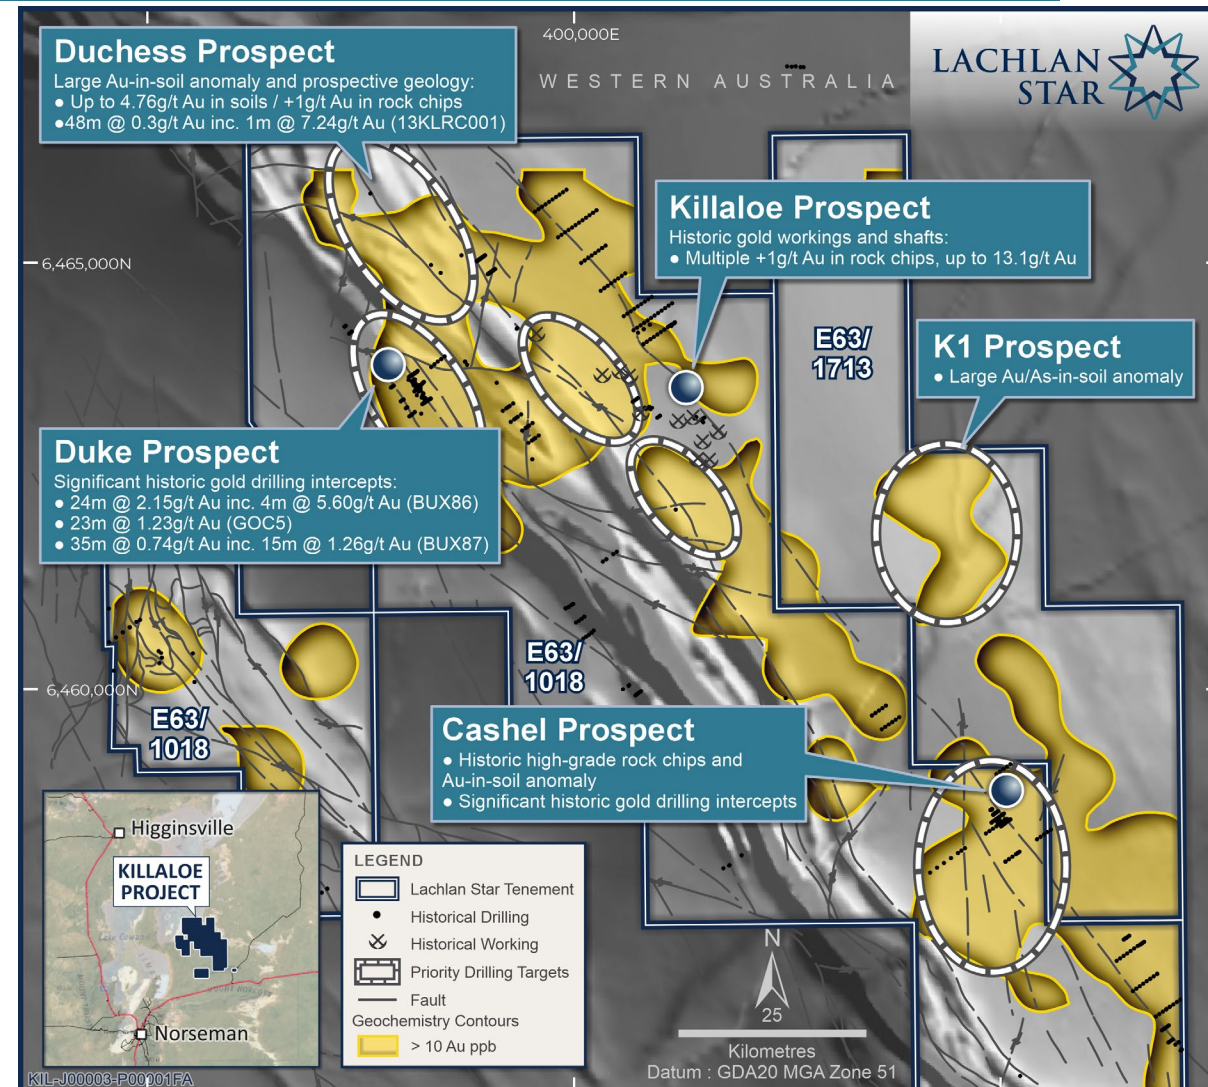 400,000E
WESTERN AUSTRALIA
LACHLAN
STAR
Duchess Prospect
Large Au-in-soil anomaly and prospective geology:
● Up to 4.76g/t Au in soils / +1g/t Au in rock chips
●48m @ 0.3g/t Au inc. 1m @ 7.24g/t Au (13KLRC001)
Killaloe Prospect
Historic gold workings and shafts:
● Multiple +1g/t Au in rock chips, up to 13.1g/t Au
6,465,000N
E63/
1713
K1 Prospect
● Large Au/As-in-soil anomaly
Duke Prospect
Significant historic gold drilling intercepts:
● 24m @ 2.15g/t Au inc. 4m @ 5.60g/t Au (BUX86)
● 23m @ 1.23g/t Au (GOC5)
● 35m @ 0.74g/t Au inc. 15m @ 1.26g/t Au (BUX87)
E63/
1018
6,460,000N
E63/
1018
Cashel Prospect
● Historic high-grade rock chips and
Au-in-soil anomaly
● Significant historic gold drilling intercepts
Higginsville
KILLALOE
PROJECT
Norseman
LEGEND
Lachlan Star Tenement
Historical Drilling
Historical Working
Priority Drilling Targets
Fault
Geochemistry Contours
> 10 Au ppb
N
25
Kilometres
Datum : GDA20 MGA Zone 51
KIL-J00003-P00001FA